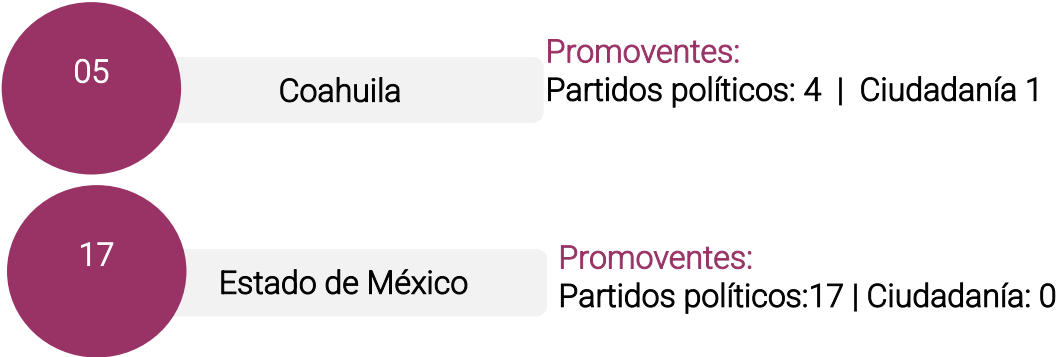 05
Coahuila
Promoventes:
Partidos políticos: 4 | Ciudadanía 1
17
Estado de México
Promoventes:
Partidos políticos:17 | Ciudadanía: 0